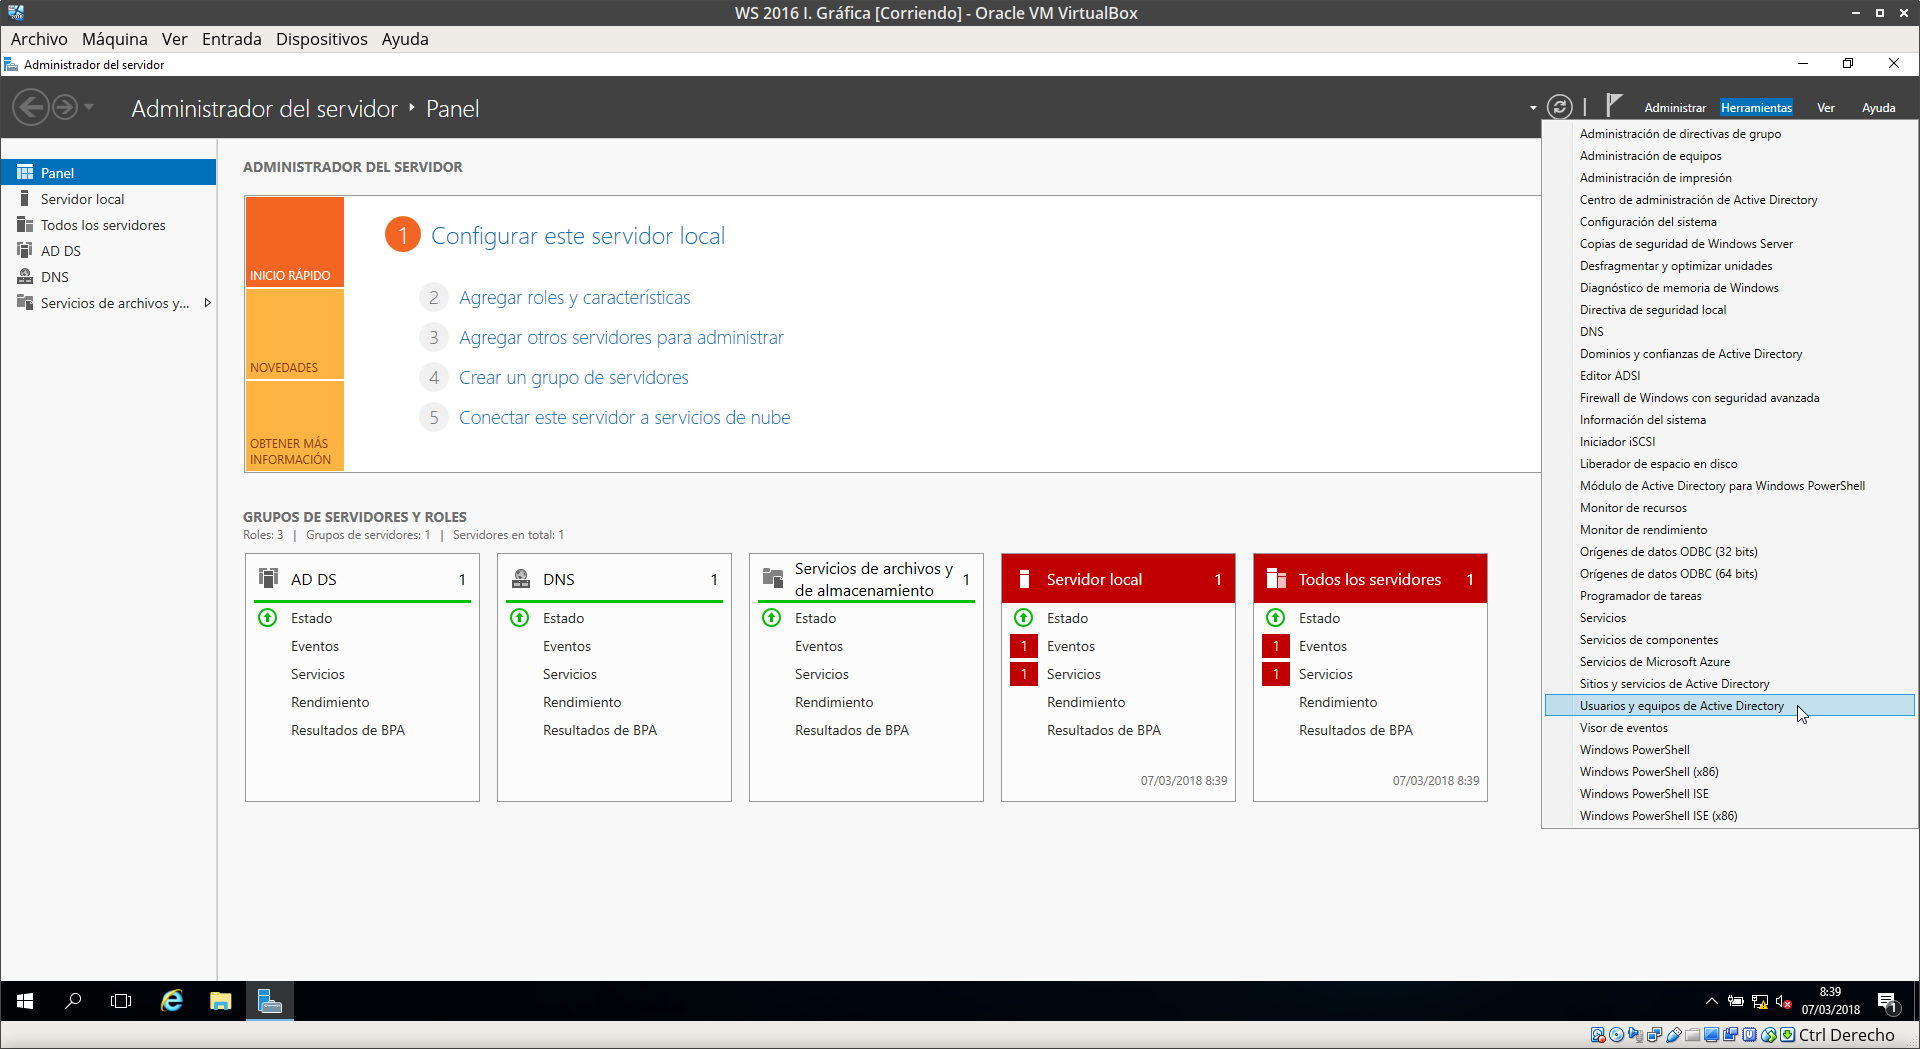 WS 2016 I. Gráfica [Corriendo] - Oracle VM VirtualBox
Archivo Máquina Ver Entrada Dispositivos Ayuda
Administrador del servidor
Administrador del servidor ‣ Panel
Administrar Herramientas Ver Ayuda
Panel
Servidor local
Todos los servidores
AD DS
DNS
Servicios de archivos y...
ADMINISTRADOR DEL SERVIDOR
INICIO RÁPIDO
NOVEDADES
OBTENER MÁS
INFORMACIÓN
1 Configurar este servidor local
2 Agregar roles y características
3 Agregar otros servidores para administrar
4 Crear un grupo de servidores
5 Conectar este servidor a servicios de nube
GRUPOS DE SERVIDORES Y ROLES
Roles: 3 | Grupos de servidores: 1 | Servidores en total: 1
AD DS 1
Estado
Eventos
Servicios
Rendimiento
Resultados de BPA
DNS 1
Estado
Eventos
Servicios
Rendimiento
Resultados de BPA
Servicios de archivos y
de almacenamiento 1
Estado
Eventos
Servicios
Rendimiento
Resultados de BPA
Servidor local 1
Estado
1 Eventos
1 Servicios
Rendimiento
Resultados de BPA
07/03/2018 8:39
Todos los servidores 1
Estado
1 Eventos
1 Servicios
Rendimiento
Resultados de BPA
07/03/2018 8:39
Administración de directivas de grupo
Administración de equipos
Administración de impresión
Centro de administración de Active Directory
Configuración del sistema
Copias de seguridad de Windows Server
Desfragmentar y optimizar unidades
Diagnóstico de memoria de Windows
Directiva de seguridad local
DNS
Dominios y confianzas de Active Directory
Editor ADSI
Firewall de Windows con seguridad avanzada
Información del sistema
Iniciador iSCSI
Liberador de espacio en disco
Módulo de Active Directory para Windows PowerShell
Monitor de recursos
Monitor de rendimiento
Orígenes de datos ODBC (32 bits)
Orígenes de datos ODBC (64 bits)
Programador de tareas
Servicios
Servicios de componentes
Servicios de Microsoft Azure
Sitios y servicios de Active Directory
Usuarios y equipos de Active Directory
Visor de eventos
Windows PowerShell
Windows PowerShell (x86)
Windows PowerShell ISE
Windows PowerShell ISE (x86)
8:39
07/03/2018
1
Ctrl Derecho